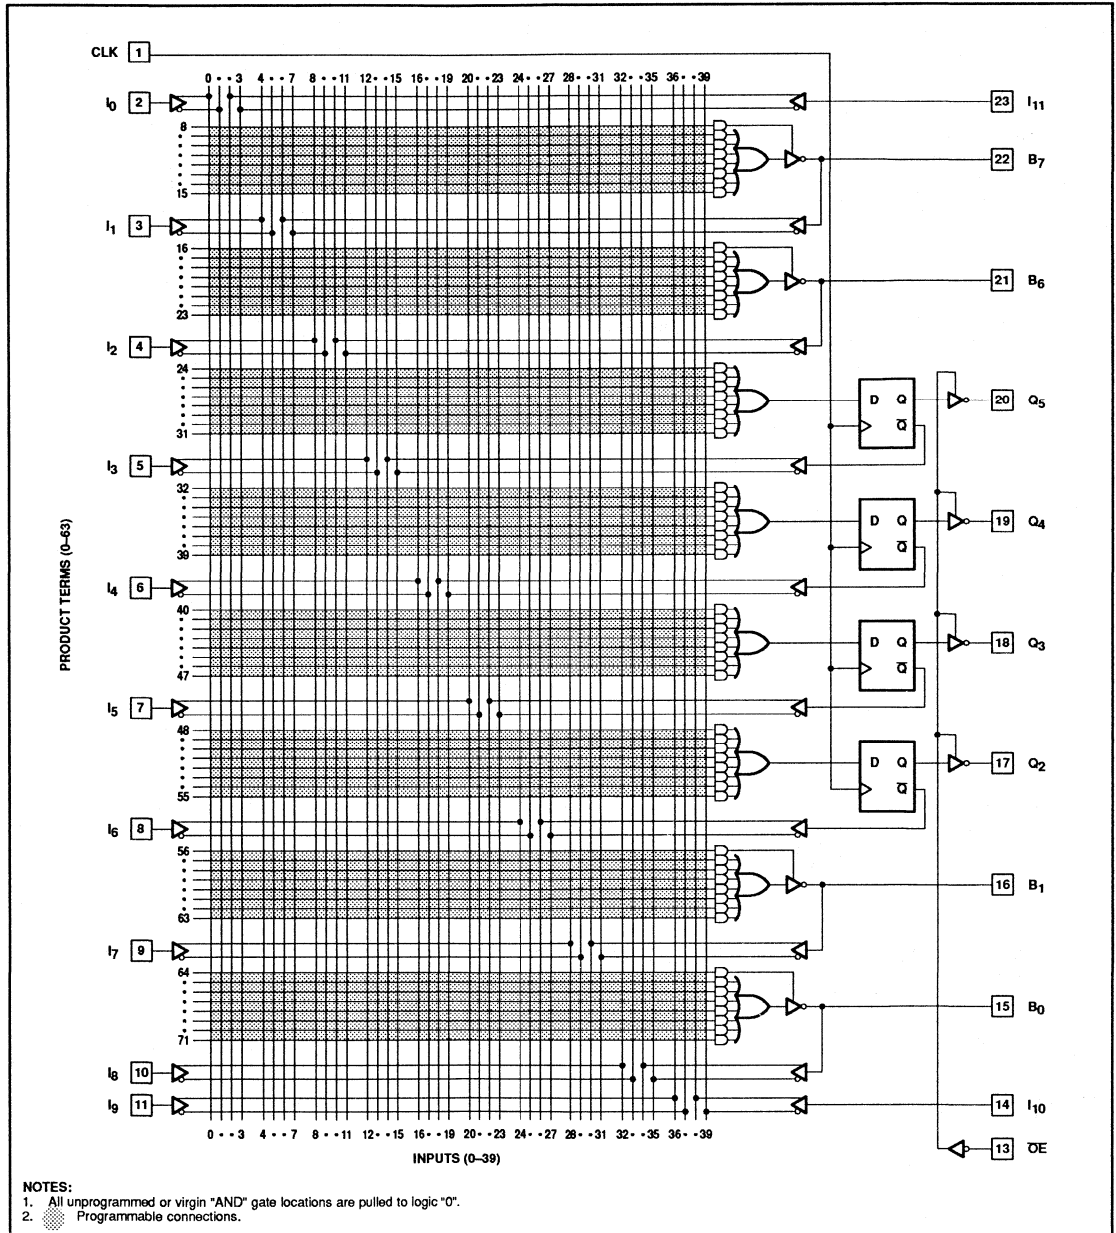 CLK 1
0 • • 3 4 • • 7 8 • • 11 12 • • 15 16 • • 19 20 • • 23 24 • • 27 28 • • 31 32 • • 35 36 • • 39
I0 2
23 I11
8
22 B7
15
I1 3
16
21 B6
23
I2 4
24
D Q
20 Q5
Q̅
31
I3 5
32
D Q
19 Q4
Q̅
39
PRODUCT TERMS (0–63)
I4 6
40
D Q
18 Q3
Q̅
47
I5 7
48
D Q
17 Q2
Q̅
55
I6 8
56
16 B1
63
I7 9
64
15 B0
71
I8 10
I9 11
14 I10
0 • • 3 4 • • 7 8 • • 11 12 • • 15 16 • • 19 20 • • 23 24 • • 27 28 • • 31 32 • • 35 36 • • 39
13 O̅E̅
INPUTS (0–39)
NOTES:
1. All unprogrammed or virgin "AND" gate locations are pulled to logic "0".
2. Programmable connections.